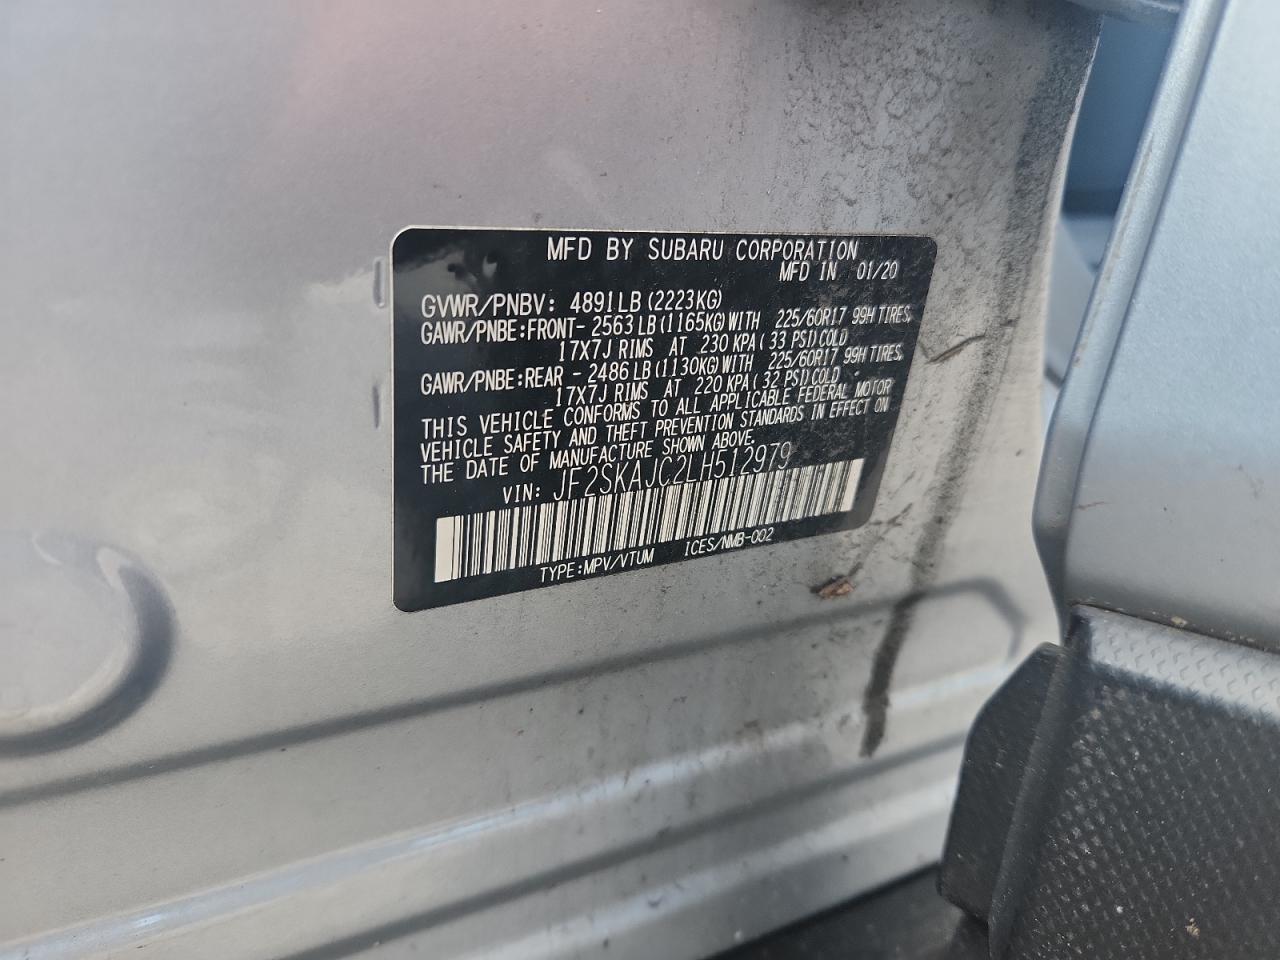 MFD BY SUBARU CORPORATION
MFD IN 01/20
GVWR/PNBV: 4891LB (2223KG)
GAWR/PNBE:FRONT- 2563 LB (1165KG) WITH 225/60R17 99H TIRES,
17X7J RIMS AT 230 KPA ( 33 PSI) COLD
GAWR/PNBE:REAR - 2486 LB (1130KG) WITH 225/60R17 99H TIRES,
17X7J RIMS AT 220 KPA ( 32 PSI) COLD
THIS VEHICLE CONFORMS TO ALL APPLICABLE FEDERAL MOTOR
VEHICLE SAFETY AND THEFT PREVENTION STANDARDS IN EFFECT ON
THE DATE OF MANUFACTURE SHOWN ABOVE.
VIN: JF2SKAJC2LH512979
TYPE:MPV/VTUM ICES/NMB-002